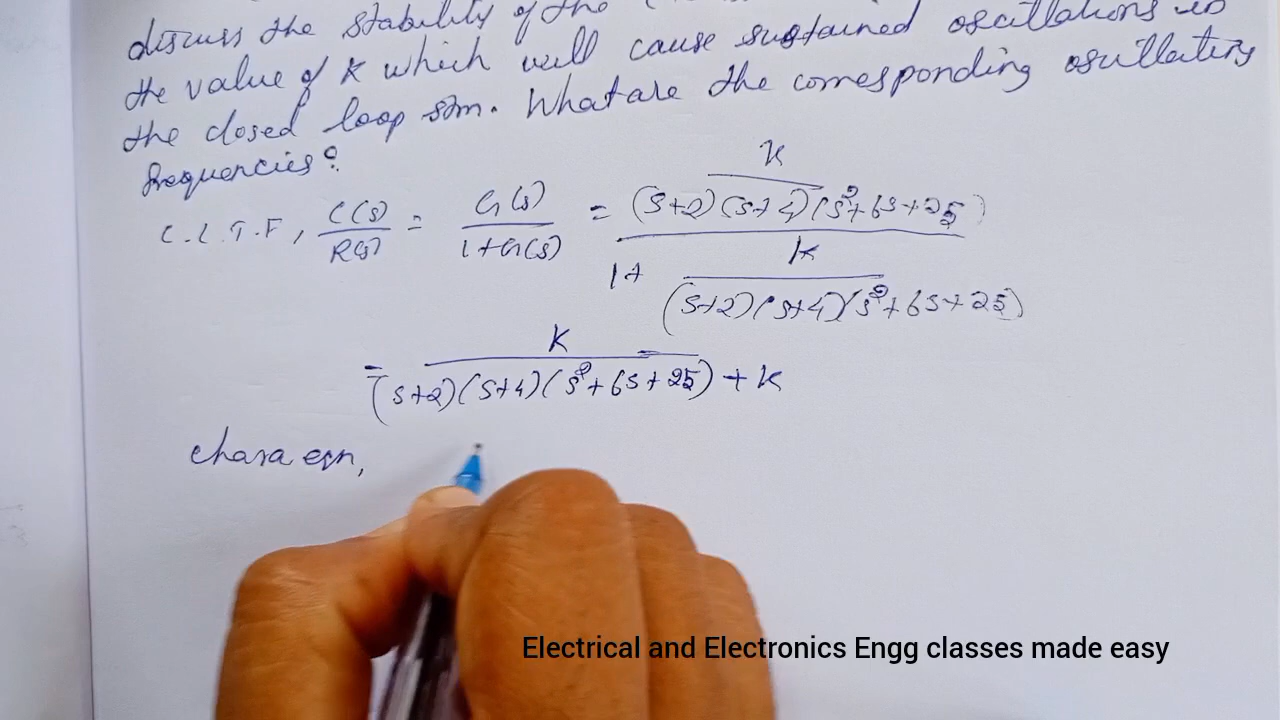 discuss the stability of the
the value of K which will cause sustained oscillations in
the closed loop stm. What are the corresponding oscillating
frequencies?
C.L.T.F, C(s)/R(s) = G(s)/1+G(s) = K/(s+2)(s+4)(s²+6s+25) / 1+ K/(s+2)(s+4)(s²+6s+25)
= K/(s+2)(s+4)(s²+6s+25)+K
chara eqn,
Electrical and Electronics Engg classes made easy